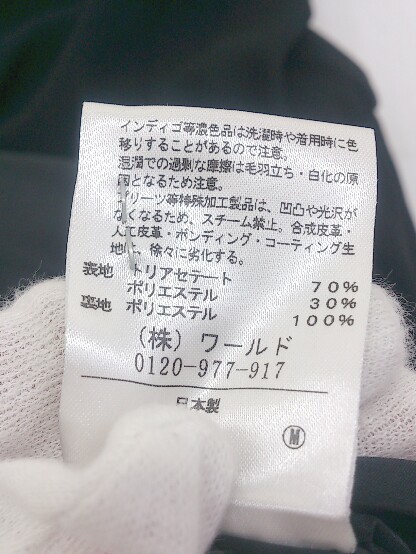 インディゴ等濃色品は洗濯時や着用時に色
移りすることがあるので注意。
湿潤での過剰な摩擦は毛羽立ち・白化の原
因となるため注意。
プリーツ等特殊加工製品は、凹凸や光沢が
なくなるため、スチーム禁止。合成皮革・
人工皮革・ボンディング・コーティング生
地は、徐々に劣化する。
表地 トリアセテート 70%
ポリエステル 30%
裏地 ポリエステル 100%
(株)ワールド
0120-977-917
日本製
M